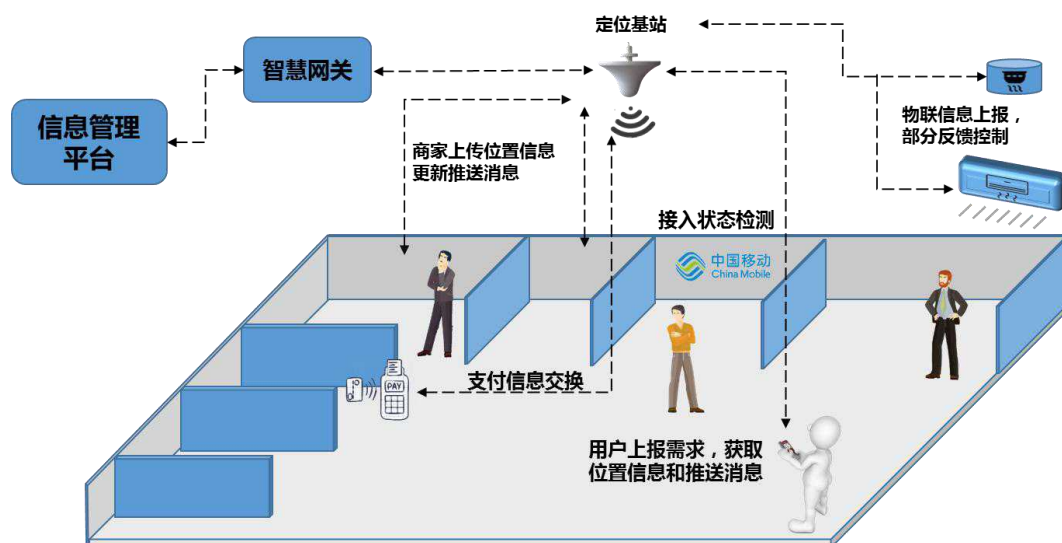 定位基站
智慧网关
信息管理
平台
物联信息上报，
部分反馈控制
商家上传位置信息
更新推送消息
接入状态检测
中国移动
China Mobile
PAY
支付信息交换
用户上报需求，获取
位置信息和推送消息